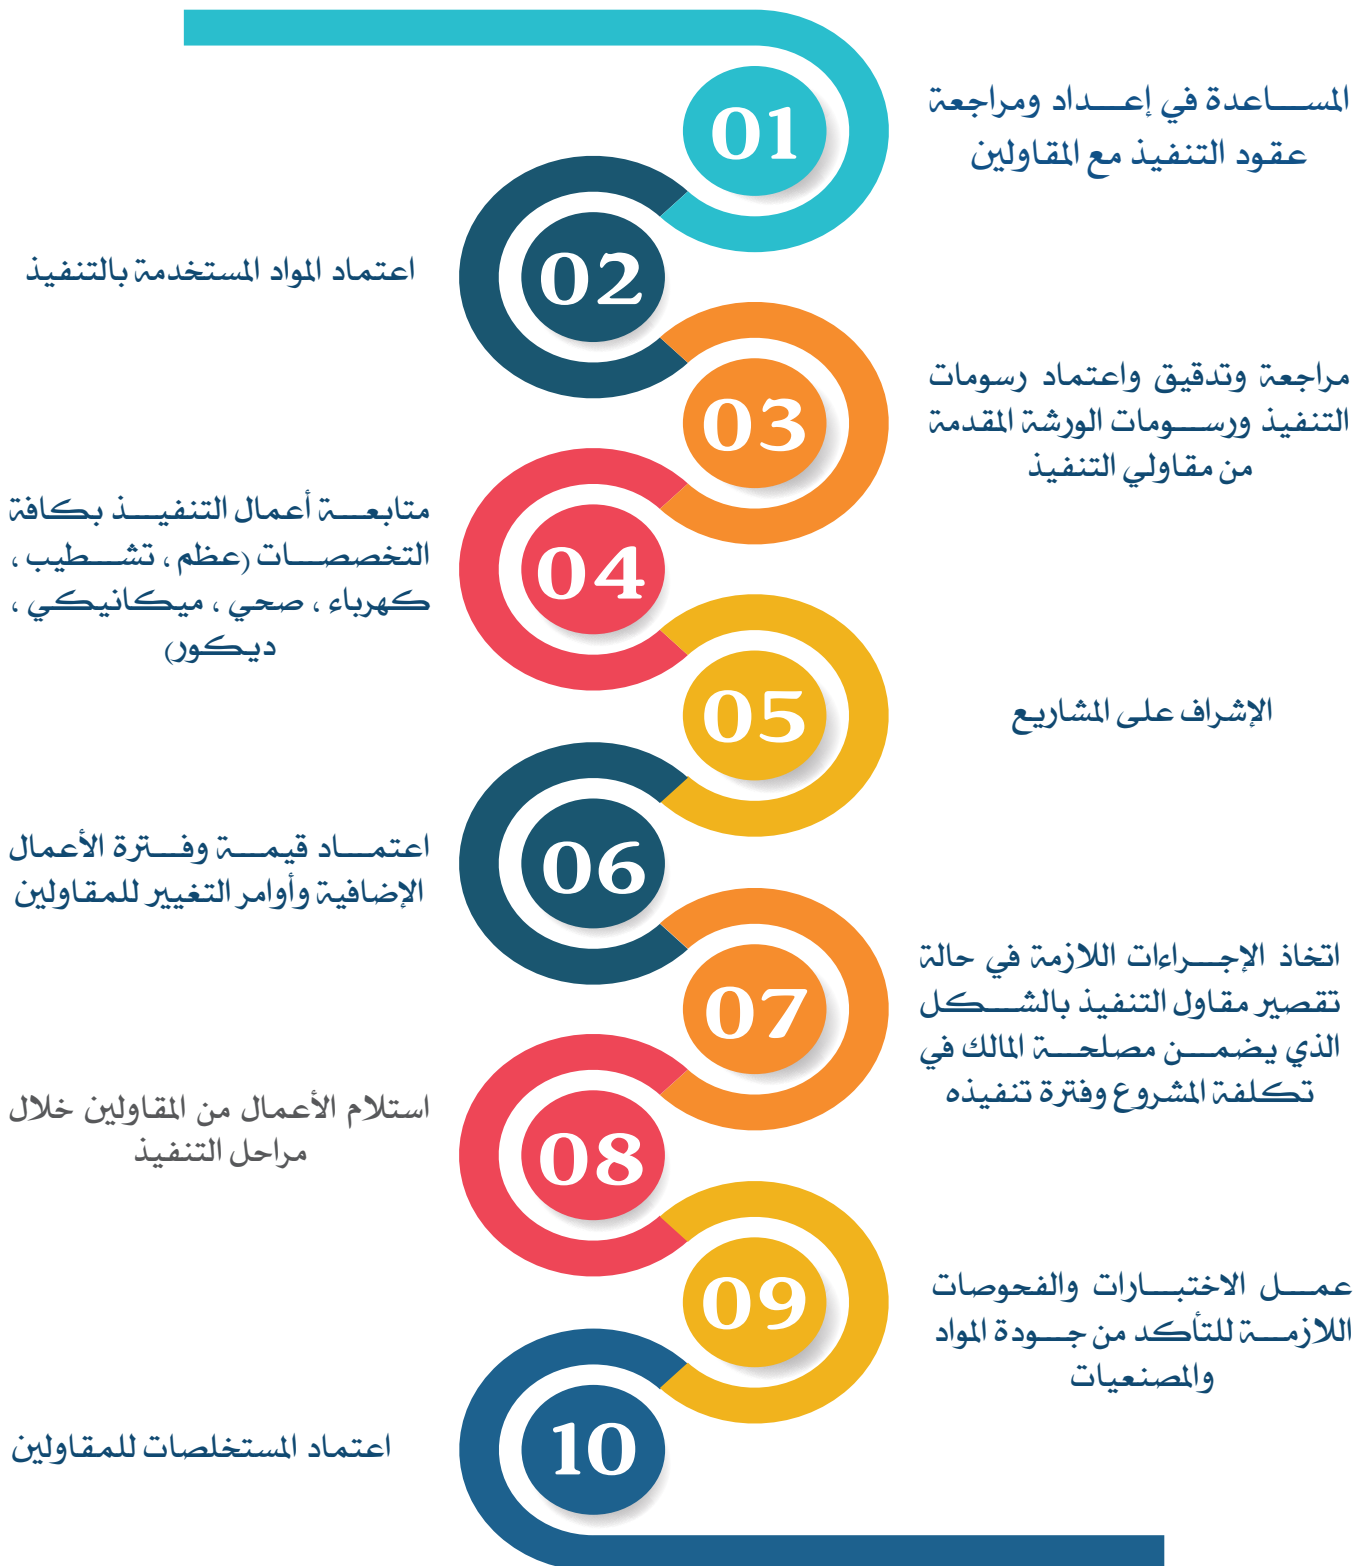 01
المساعدة في إعداد ومراجعة
عقود التنفيذ مع المقاولين
02
اعتماد المواد المستخدمة بالتنفيذ
03
مراجعة وتدقيق واعتماد رسومات
التنفيذ ورسومات الورشة المقدمة
من مقاولي التنفيذ
04
متابعة أعمال التنفيذ بكافة
التخصصات (عظم ، تشطيب ،
كهرباء ، صحي ، ميكانيكي ،
ديكور)
05
الإشراف على المشاريع
06
اعتماد قيمة وفترة الأعمال
الإضافية وأوامر التغيير للمقاولين
07
اتخاذ الإجراءات اللازمة في حالة
تقصير مقاول التنفيذ بالشكل
الذي يضمن مصلحة المالك في
تكلفة المشروع وفترة تنفيذه
08
استلام الأعمال من المقاولين خلال
مراحل التنفيذ
09
عمل الاختبارات والفحوصات
اللازمة للتأكد من جودة المواد
والمصنعيات
10
اعتماد المستخلصات للمقاولين